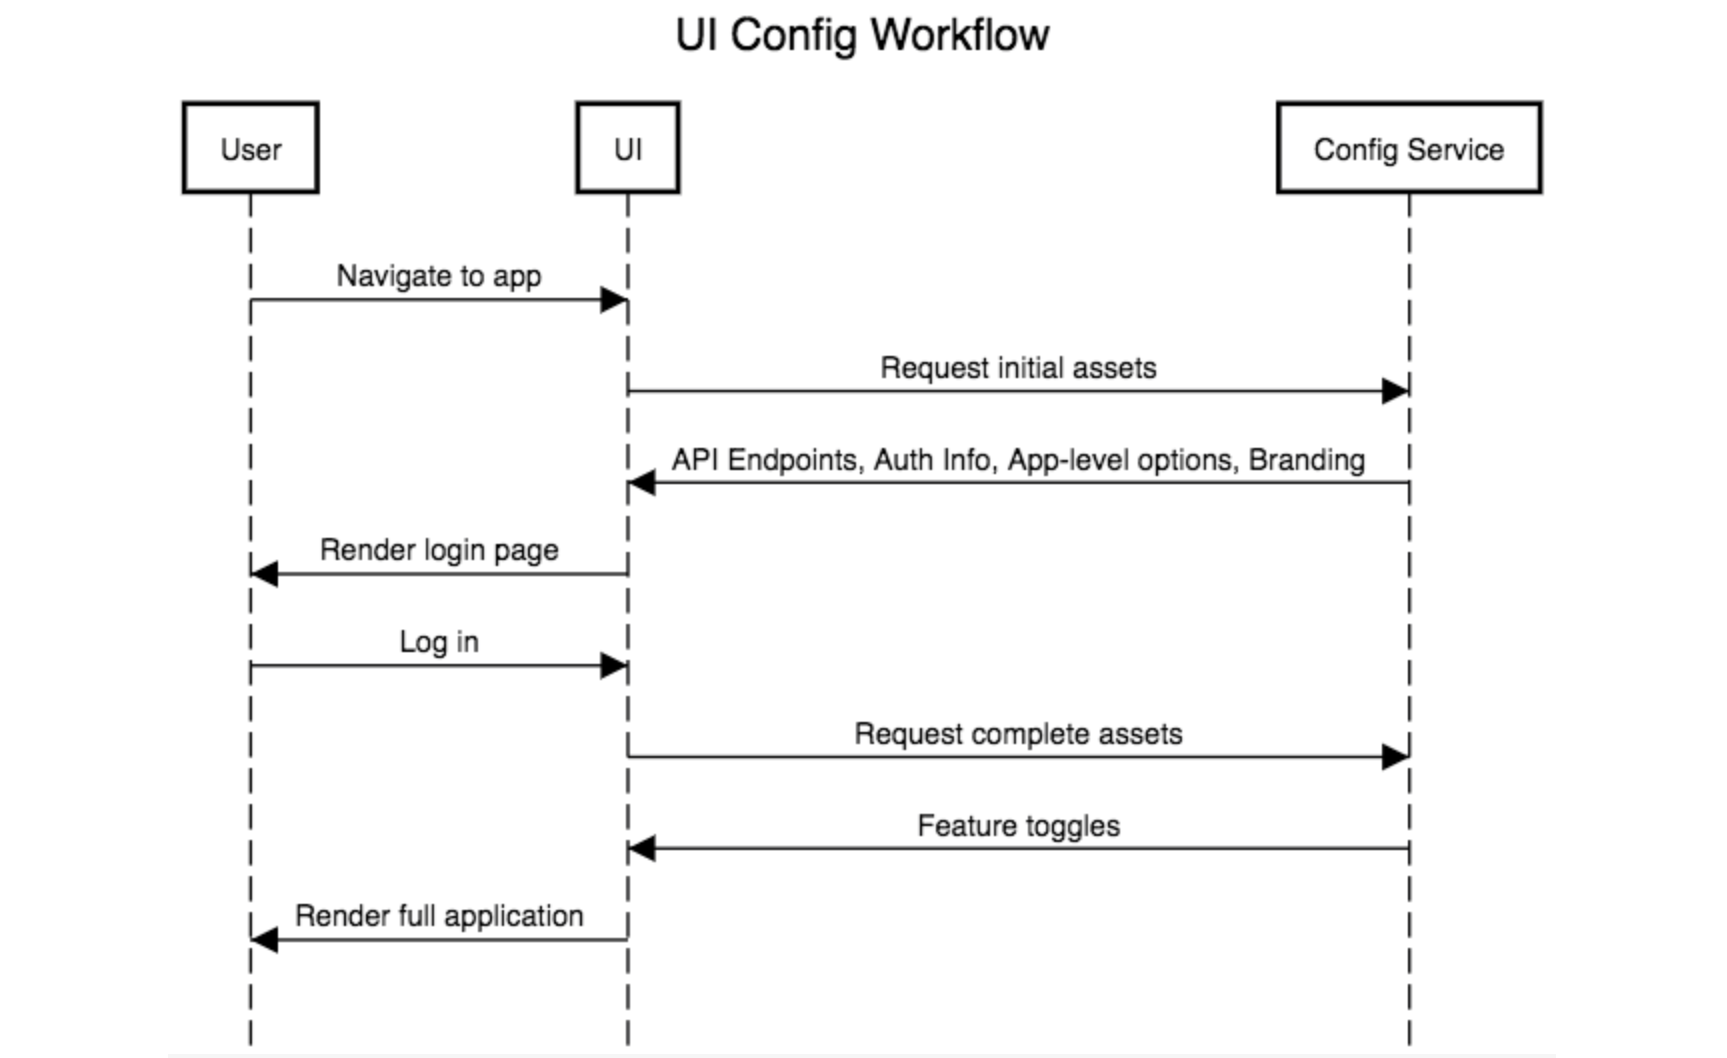 UI Config Workflow
User
UI
Config Service
Navigate to app
Request initial assets
API Endpoints, Auth Info, App-level options, Branding
Render login page
Log in
Request complete assets
Feature toggles
Render full application